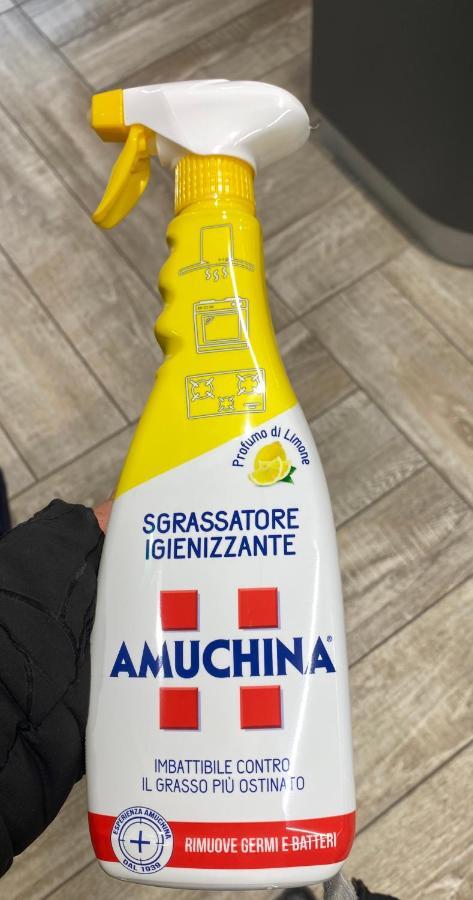 Profumo di Limone
SGRASSATORE
IGIENIZZANTE
AMUCHINA®
IMBATTIBILE CONTRO
IL GRASSO PIÙ OSTINATO
ESPERIENZA AMUCHINA
DAL 1939
RIMUOVE GERMI E BATTERI